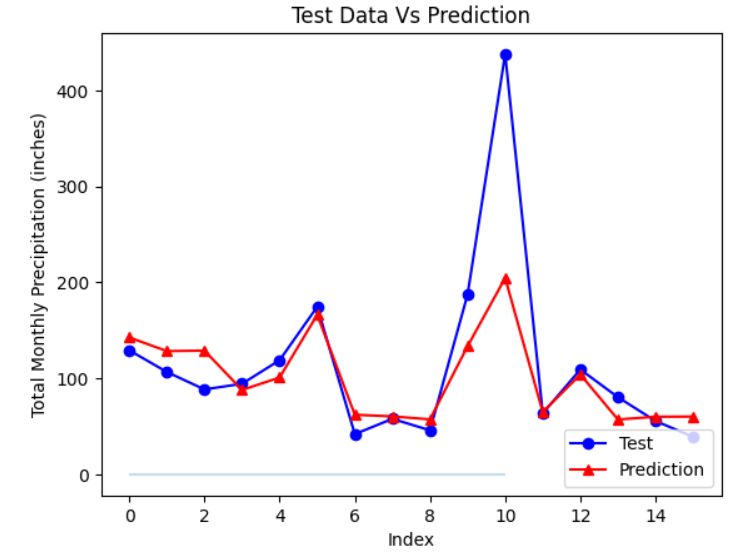 Test Data Vs Prediction
Total Monthly Precipitation (inches)
400
300
200
100
0
0 2 4 6 8 10 12 14
Index
Test
Prediction